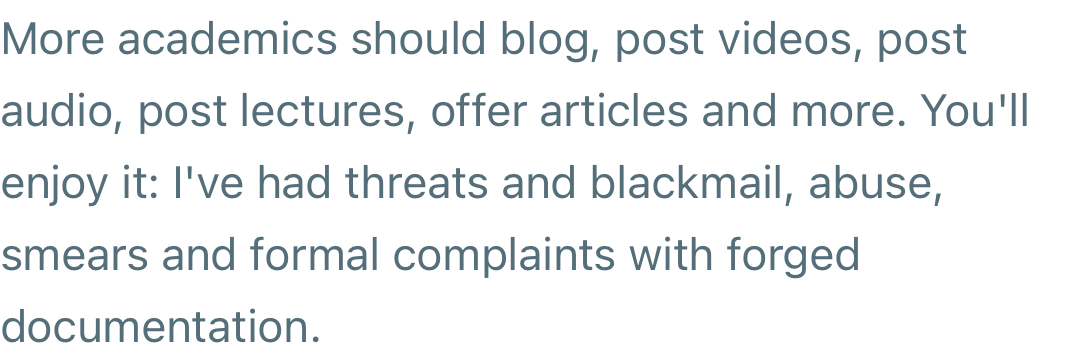 More academics should blog, post videos, post
audio, post lectures, offer articles and more. You'll
enjoy it: I've had threats and blackmail, abuse,
smears and formal complaints with forged
documentation.